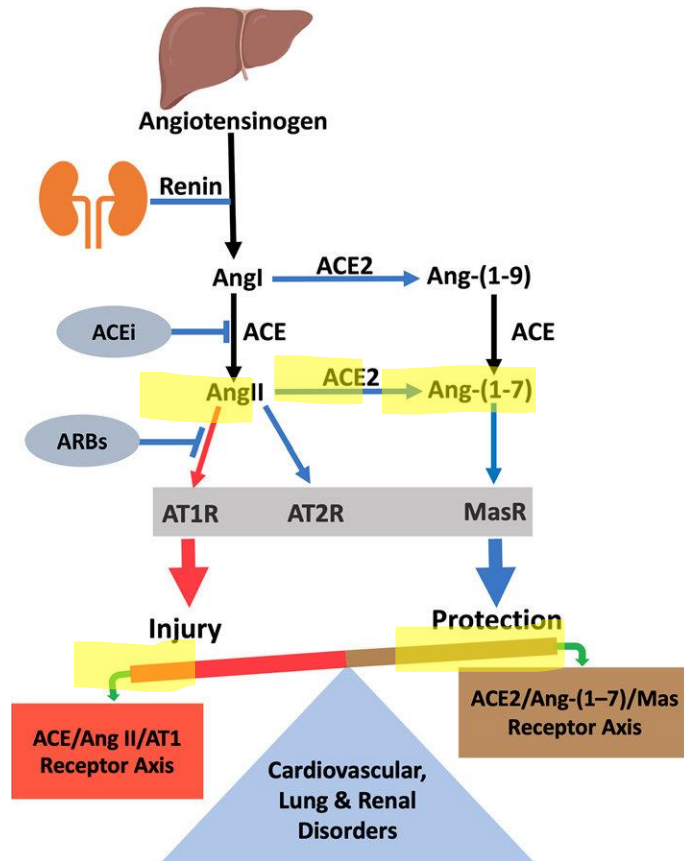 Angiotensinogen
Renin
AngI
ACE2
Ang-(1-9)
ACEi
ACE
ACE
AngII
ACE2
Ang-(1-7)
ARBs
AT1R
AT2R
MasR
Injury
Protection
ACE/Ang II/AT1
Receptor Axis
ACE2/Ang-(1–7)/Mas
Receptor Axis
Cardiovascular,
Lung & Renal
Disorders